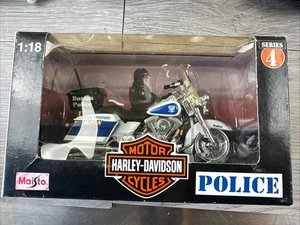 1:18
SERIES
4
MOTOR
HARLEY-DAVIDSON
CYCLES
Maisto
POLICE